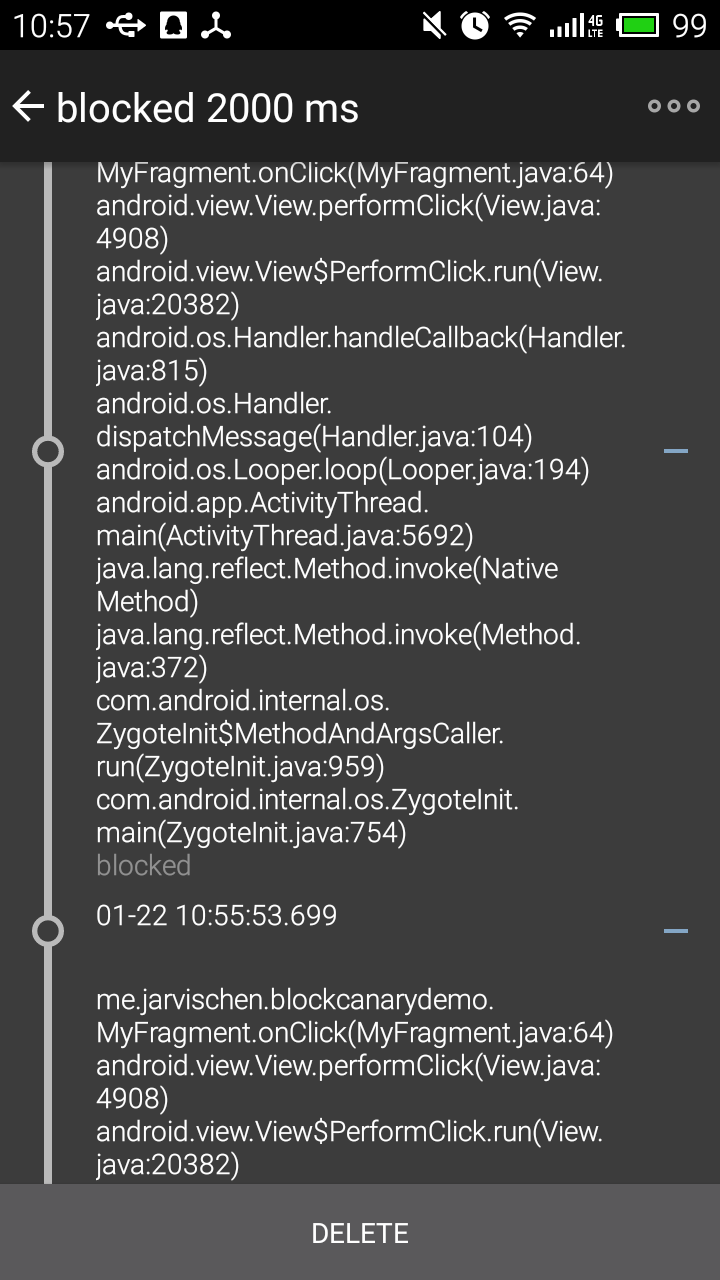 10:57
4G
LTE
99
blocked 2000 ms
MyFragment.onClick(MyFragment.java:64)
android.view.View.performClick(View.java:
4908)
android.view.View$PerformClick.run(View.
java:20382)
android.os.Handler.handleCallback(Handler.
java:815)
android.os.Handler.
dispatchMessage(Handler.java:104)
android.os.Looper.loop(Looper.java:194)
android.app.ActivityThread.
main(ActivityThread.java:5692)
java.lang.reflect.Method.invoke(Native
Method)
java.lang.reflect.Method.invoke(Method.
java:372)
com.android.internal.os.
ZygoteInit$MethodAndArgsCaller.
run(ZygoteInit.java:959)
com.android.internal.os.ZygoteInit.
main(ZygoteInit.java:754)
blocked
01-22 10:55:53.699
me.jarvischen.blockcanarydemo.
MyFragment.onClick(MyFragment.java:64)
android.view.View.performClick(View.java:
4908)
android.view.View$PerformClick.run(View.
java:20382)
DELETE